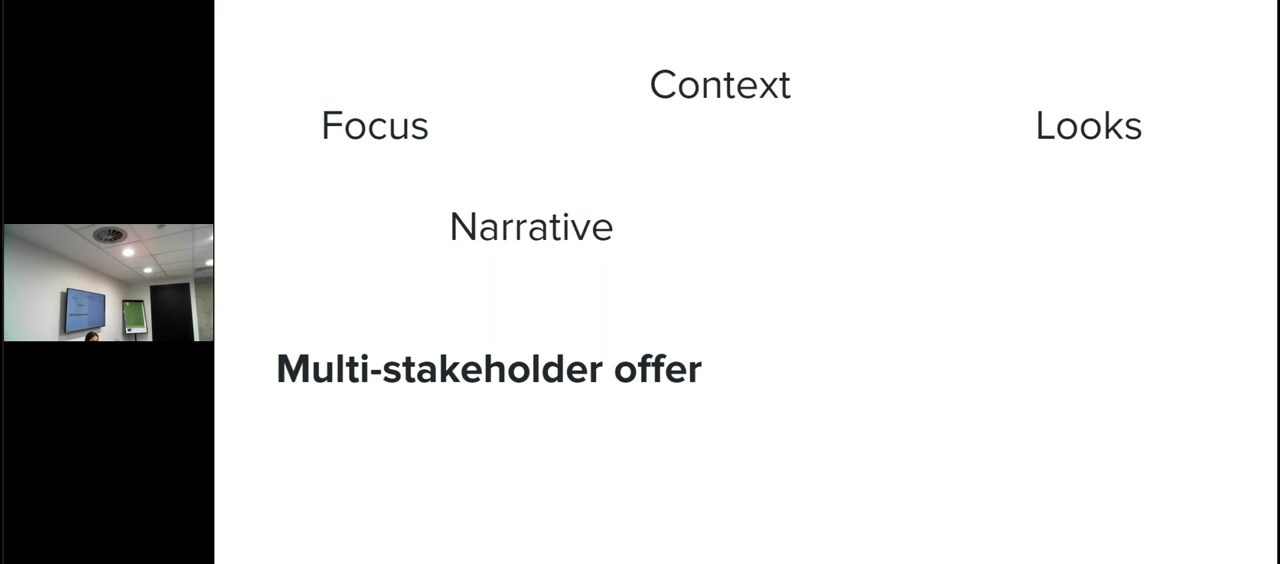 Context
Focus
Looks
Narrative
Multi-stakeholder offer